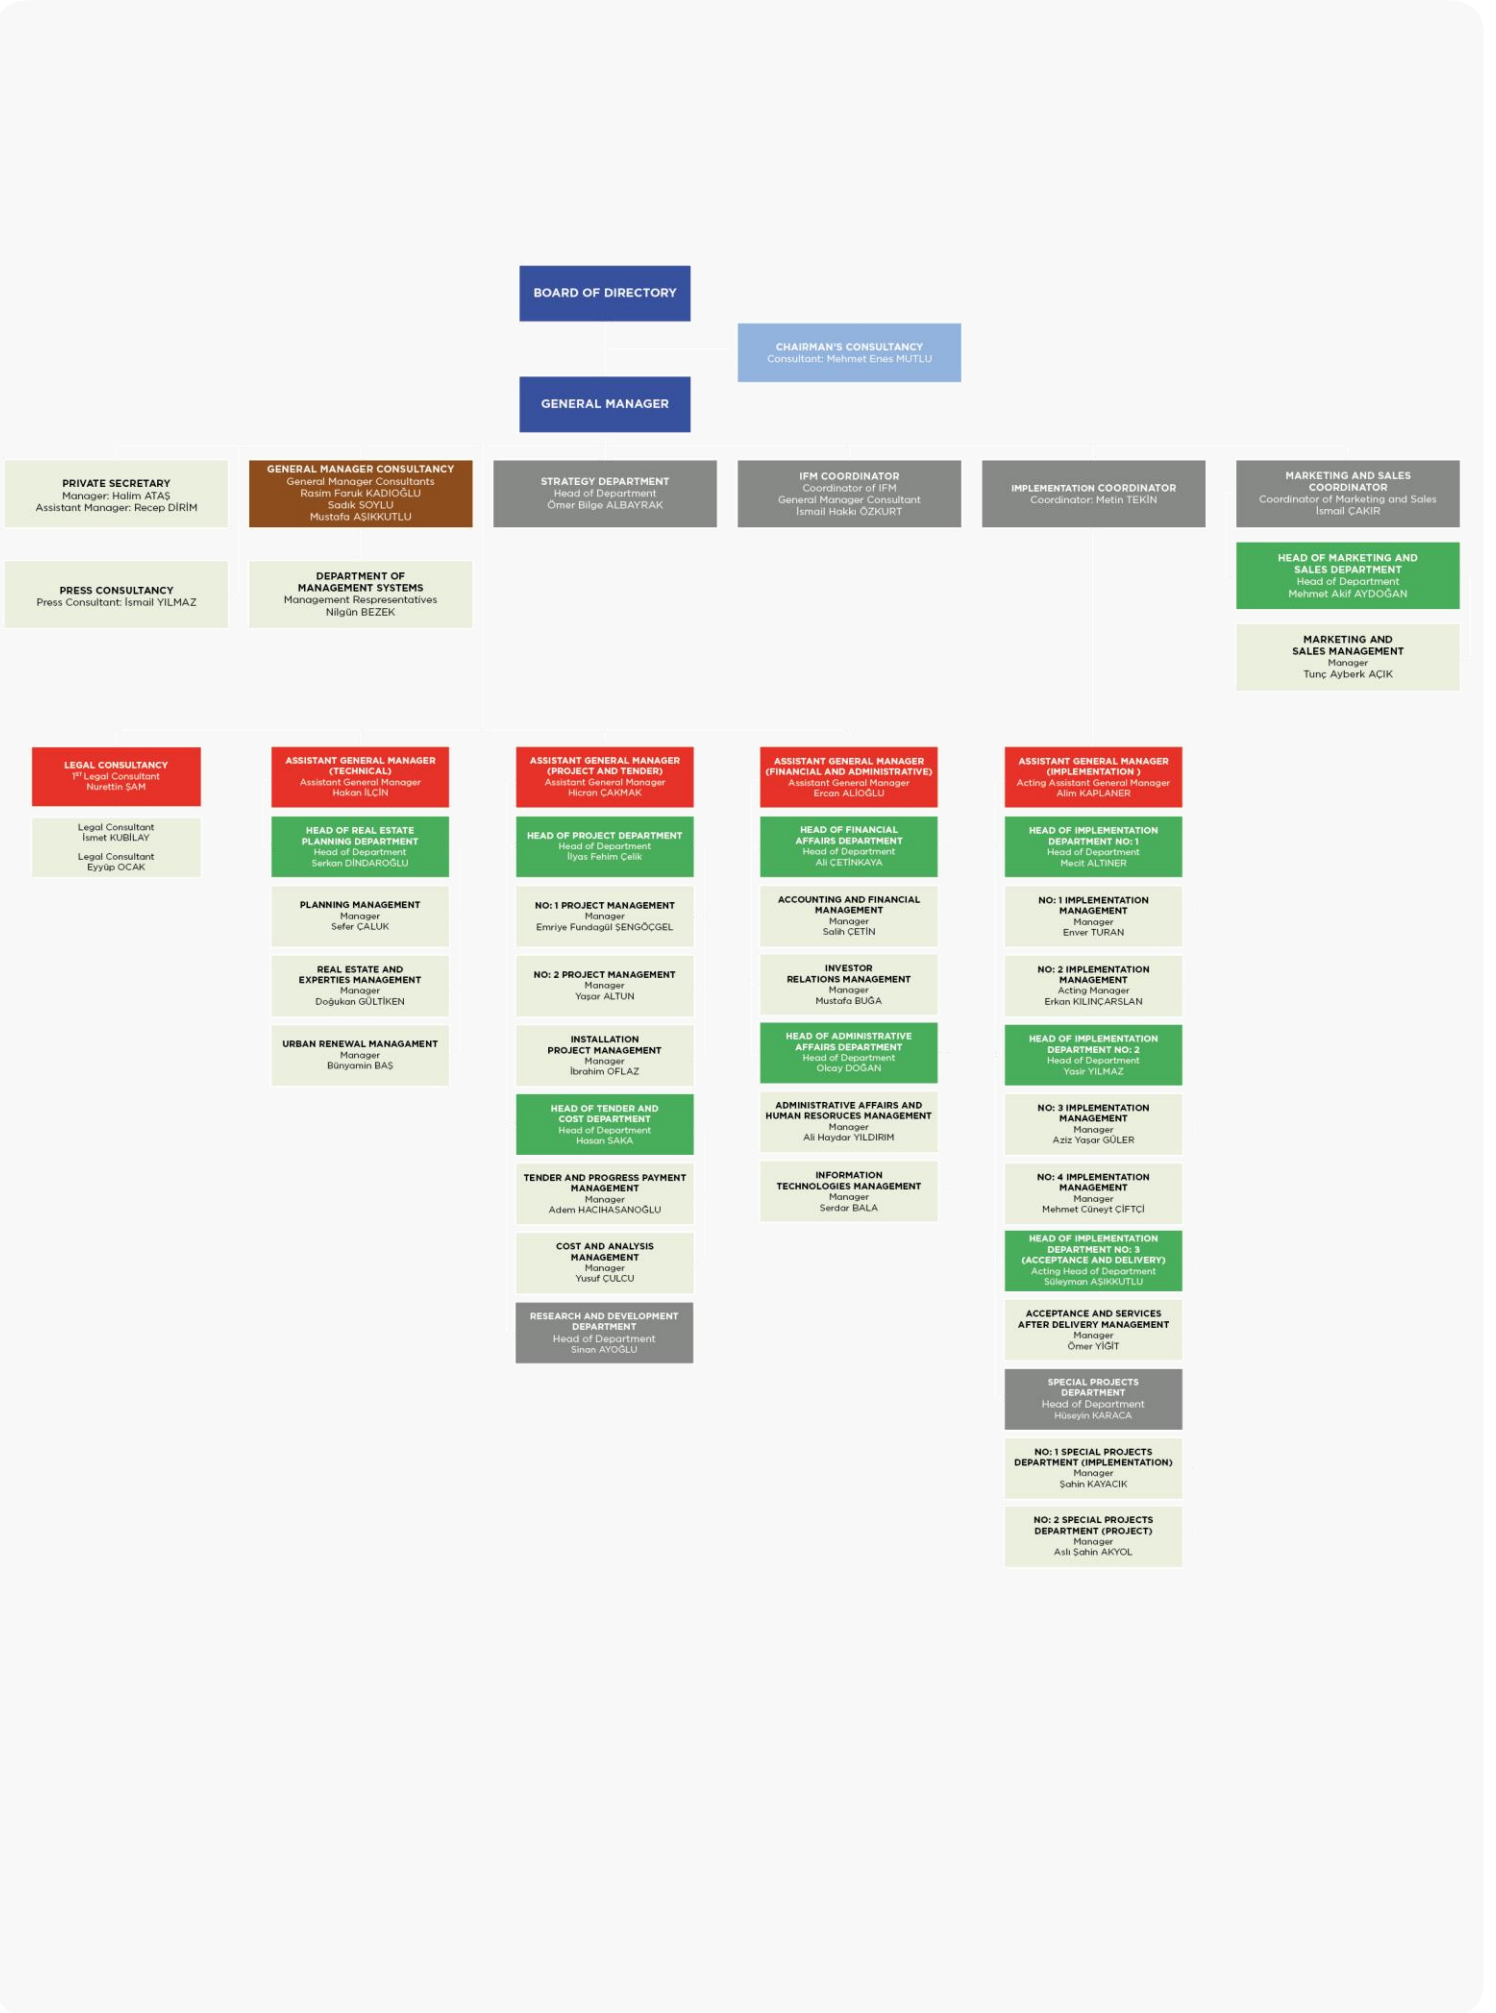 BOARD OF DIRECTORY
CHAIRMAN'S CONSULTANCY
Consultant: Mehmet Enes MUTLU
GENERAL MANAGER
PRIVATE SECRETARY
Manager: Halim ATAŞ
Assistant Manager: Recep DİRİM
GENERAL MANAGER CONSULTANCY
General Manager Consultants
Rasim Faruk KADIOĞLU
Sadık SOYLU
Mustafa AŞIKKUTLU
STRATEGY DEPARTMENT
Head of Department
Ömer Bilge ALBAYRAK
IFM COORDINATOR
Coordinator of IFM
General Manager Consultant
İsmail Hakkı ÖZKURT
IMPLEMENTATION COORDINATOR
Coordinator: Metin TEKİN
MARKETING AND SALES
COORDINATOR
Coordinator of Marketing and Sales
İsmail ÇAKIR
PRESS CONSULTANCY
Press Consultant: İsmail YILMAZ
DEPARTMENT OF
MANAGEMENT SYSTEMS
Management Respresentatives
Nilgün BEZEK
HEAD OF MARKETING AND
SALES DEPARTMENT
Head of Department
Mehmet Akif AYDOĞAN
MARKETING AND
SALES MANAGEMENT
Manager
Tunç Ayberk AÇIK
LEGAL CONSULTANCY
1ST Legal Consultant
Nurettin ŞAM
Legal Consultant
İsmet KUBİLAY
Legal Consultant
Eyyüp OCAK
ASSISTANT GENERAL MANAGER
(TECHNICAL)
Assistant General Manager
Hakan İLÇİN
HEAD OF REAL ESTATE
PLANNING DEPARTMENT
Head of Department
Serkan DİNDAROĞLU
PLANNING MANAGEMENT
Manager
Sefer ÇALUK
REAL ESTATE AND
EXPERTIES MANAGEMENT
Manager
Doğukan GÜLTİKEN
URBAN RENEWAL MANAGAMENT
Manager
Bünyamin BAŞ
ASSISTANT GENERAL MANAGER
(PROJECT AND TENDER)
Assistant General Manager
Hicran ÇAKMAK
HEAD OF PROJECT DEPARTMENT
Head of Department
İlyas Fehim Çelik
NO: 1 PROJECT MANAGEMENT
Manager
Emriye Fundagül ŞENGÖÇGEL
NO: 2 PROJECT MANAGEMENT
Manager
Yaşar ALTUN
INSTALLATION
PROJECT MANAGEMENT
Manager
İbrahim OFLAZ
HEAD OF TENDER AND
COST DEPARTMENT
Head of Department
Hasan SAKA
TENDER AND PROGRESS PAYMENT
MANAGEMENT
Manager
Adem HACIHASANOĞLU
COST AND ANALYSIS
MANAGEMENT
Manager
Yusuf ÇULCU
RESEARCH AND DEVELOPMENT
DEPARTMENT
Head of Department
Sinan AYOĞLU
ASSISTANT GENERAL MANAGER
(FINANCIAL AND ADMINISTRATIVE)
Assistant General Manager
Ercan ALİOĞLU
HEAD OF FINANCIAL
AFFAIRS DEPARTMENT
Head of Department
Ali ÇETİNKAYA
ACCOUNTING AND FINANCIAL
MANAGEMENT
Manager
Salih ÇETİN
INVESTOR
RELATIONS MANAGEMENT
Manager
Mustafa BUĞA
HEAD OF ADMINISTRATIVE
AFFAIRS DEPARTMENT
Head of Department
Olcay DOĞAN
ADMINISTRATIVE AFFAIRS AND
HUMAN RESORUCES MANAGEMENT
Manager
Ali Haydar YILDIRIM
INFORMATION
TECHNOLOGIES MANAGEMENT
Manager
Serdar BALA
ASSISTANT GENERAL MANAGER
(IMPLEMENTATION )
Acting Assistant General Manager
Alim KAPLANER
HEAD OF IMPLEMENTATION
DEPARTMENT NO: 1
Head of Department
Mecit ALTINER
NO: 1 IMPLEMENTATION
MANAGEMENT
Manager
Enver TURAN
NO: 2 IMPLEMENTATION
MANAGEMENT
Acting Manager
Erkan KILINÇARSLAN
HEAD OF IMPLEMENTATION
DEPARTMENT NO: 2
Head of Department
Yasir YILMAZ
NO: 3 IMPLEMENTATION
MANAGEMENT
Manager
Aziz Yaşar GÜLER
NO: 4 IMPLEMENTATION
MANAGEMENT
Manager
Mehmet Cüneyt ÇİFTÇİ
HEAD OF IMPLEMENTATION
DEPARTMENT NO: 3
(ACCEPTANCE AND DELIVERY)
Acting Head of Department
Süleyman AŞIKKUTLU
ACCEPTANCE AND SERVICES
AFTER DELIVERY MANAGEMENT
Manager
Ömer YİĞİT
SPECIAL PROJECTS
DEPARTMENT
Head of Department
Hüseyin KARACA
NO: 1 SPECIAL PROJECTS
DEPARTMENT (IMPLEMENTATION)
Manager
Şahin KAYACIK
NO: 2 SPECIAL PROJECTS
DEPARTMENT (PROJECT)
Manager
Aslı Şahin AKYOL